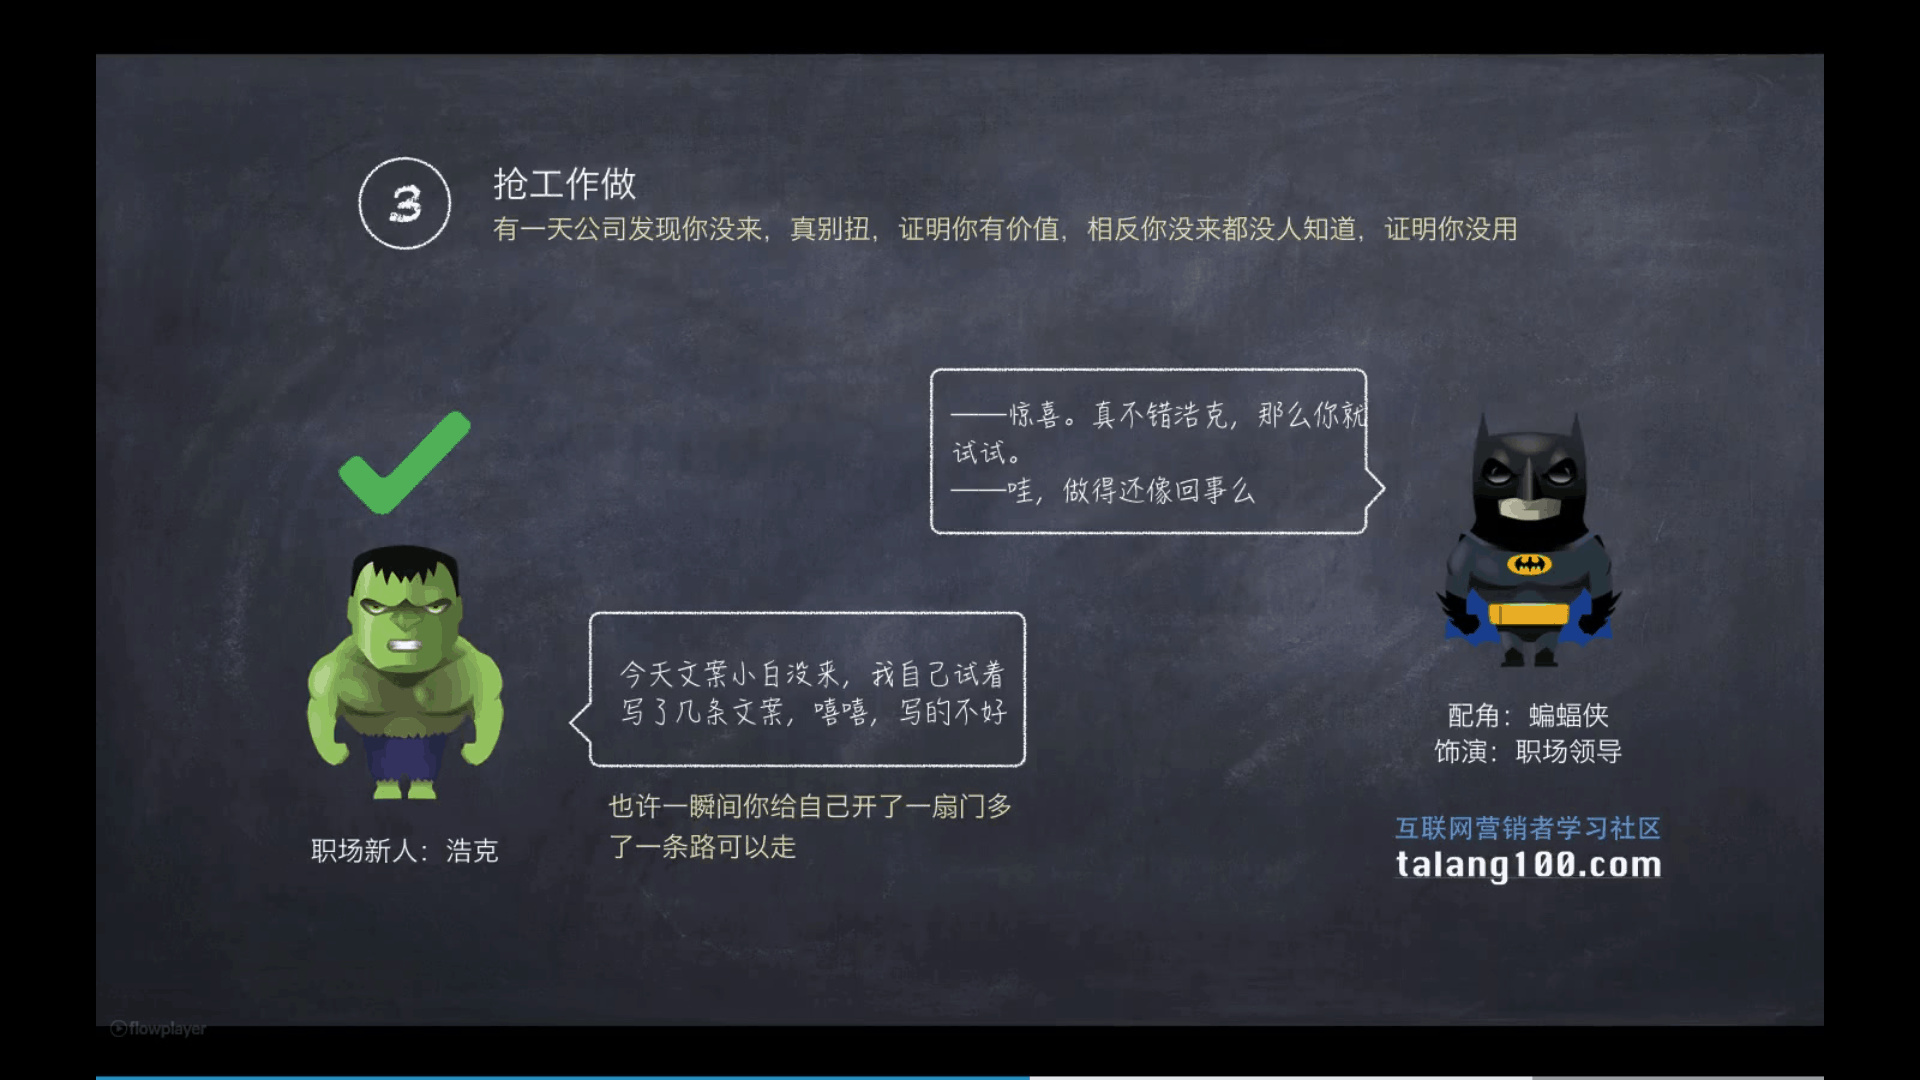 3
抢工作做
有一天公司发现你没来，真别扭，证明你有价值，相反你没来都没人知道，证明你没用
——惊喜。真不错浩克，那么你就
试试。
——哇，做得还像回事么
今天文案小白没来，我自己试着
写了几条文案，嘻嘻，写的不好
也许一瞬间你给自己开了一扇门多
了一条路可以走
职场新人：浩克
配角：蝙蝠侠
饰演：职场领导
互联网营销者学习社区
talang100.com
flowplayer